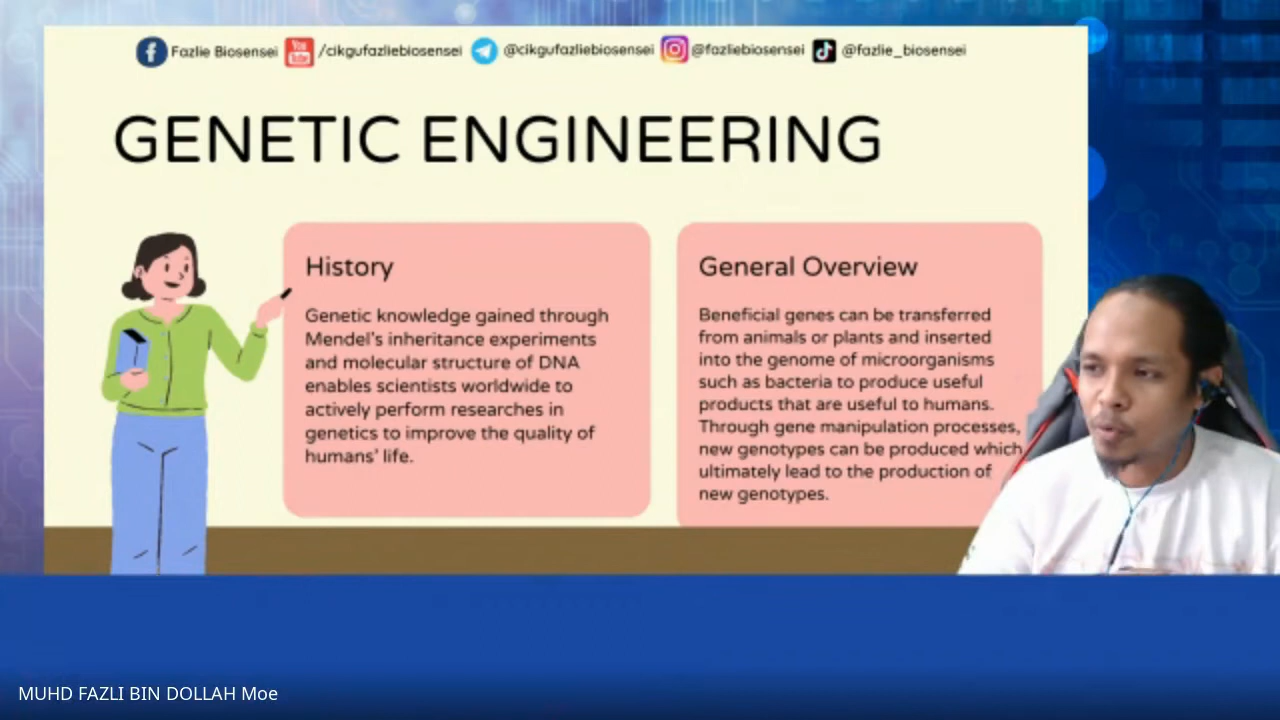 Fazlie Biosensei /cikgufazliebiosensei @cikgufazliebiosensei @fazliebiosensei @fazlie_biosensei
GENETIC ENGINEERING
History
Genetic knowledge gained through
Mendel's inheritance experiments
and molecular structure of DNA
enables scientists worldwide to
actively perform researches in
genetics to improve the quality of
humans' life.
General Overview
Beneficial genes can be transferred
from animals or plants and inserted
into the genome of microorganisms
such as bacteria to produce useful
products that are useful to humans.
Through gene manipulation processes,
new genotypes can be produced which
ultimately lead to the production of
new genotypes.
MUHD FAZLI BIN DOLLAH Moe